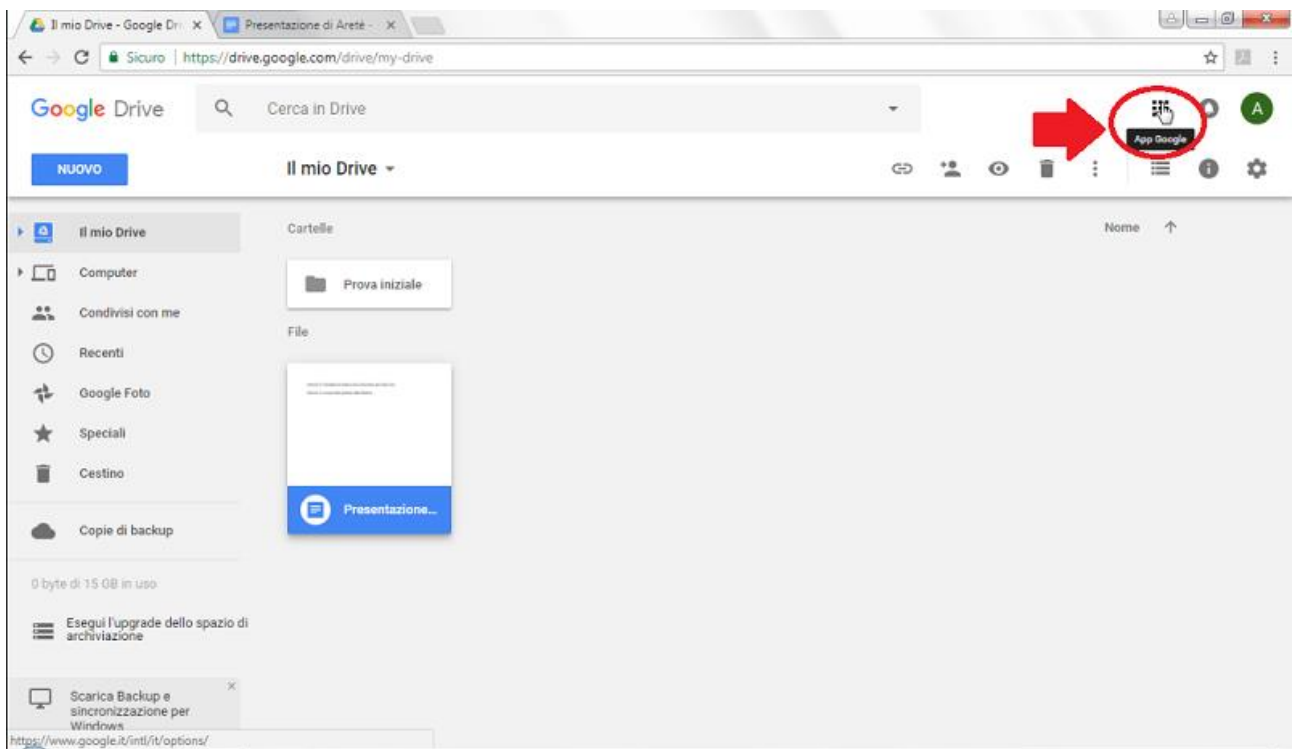 Il mio Drive - Google Dri
Presentazione di Aretè -
Sicuro
https://drive.google.com/drive/my-drive
Google Drive
Cerca in Drive
A
App Google
NUOVO
Il mio Drive
Il mio Drive
Computer
Condivisi con me
Recenti
Google Foto
Speciali
Cestino
Copie di backup
0 byte di 15 GB in uso
Esegui l'upgrade dello spazio di
archiviazione
Scarica Backup e
sincronizzazione per
Windows
Cartelle
Nome
Prova iniziale
File
Presentazione...
https://www.google.it/intl/it/options/